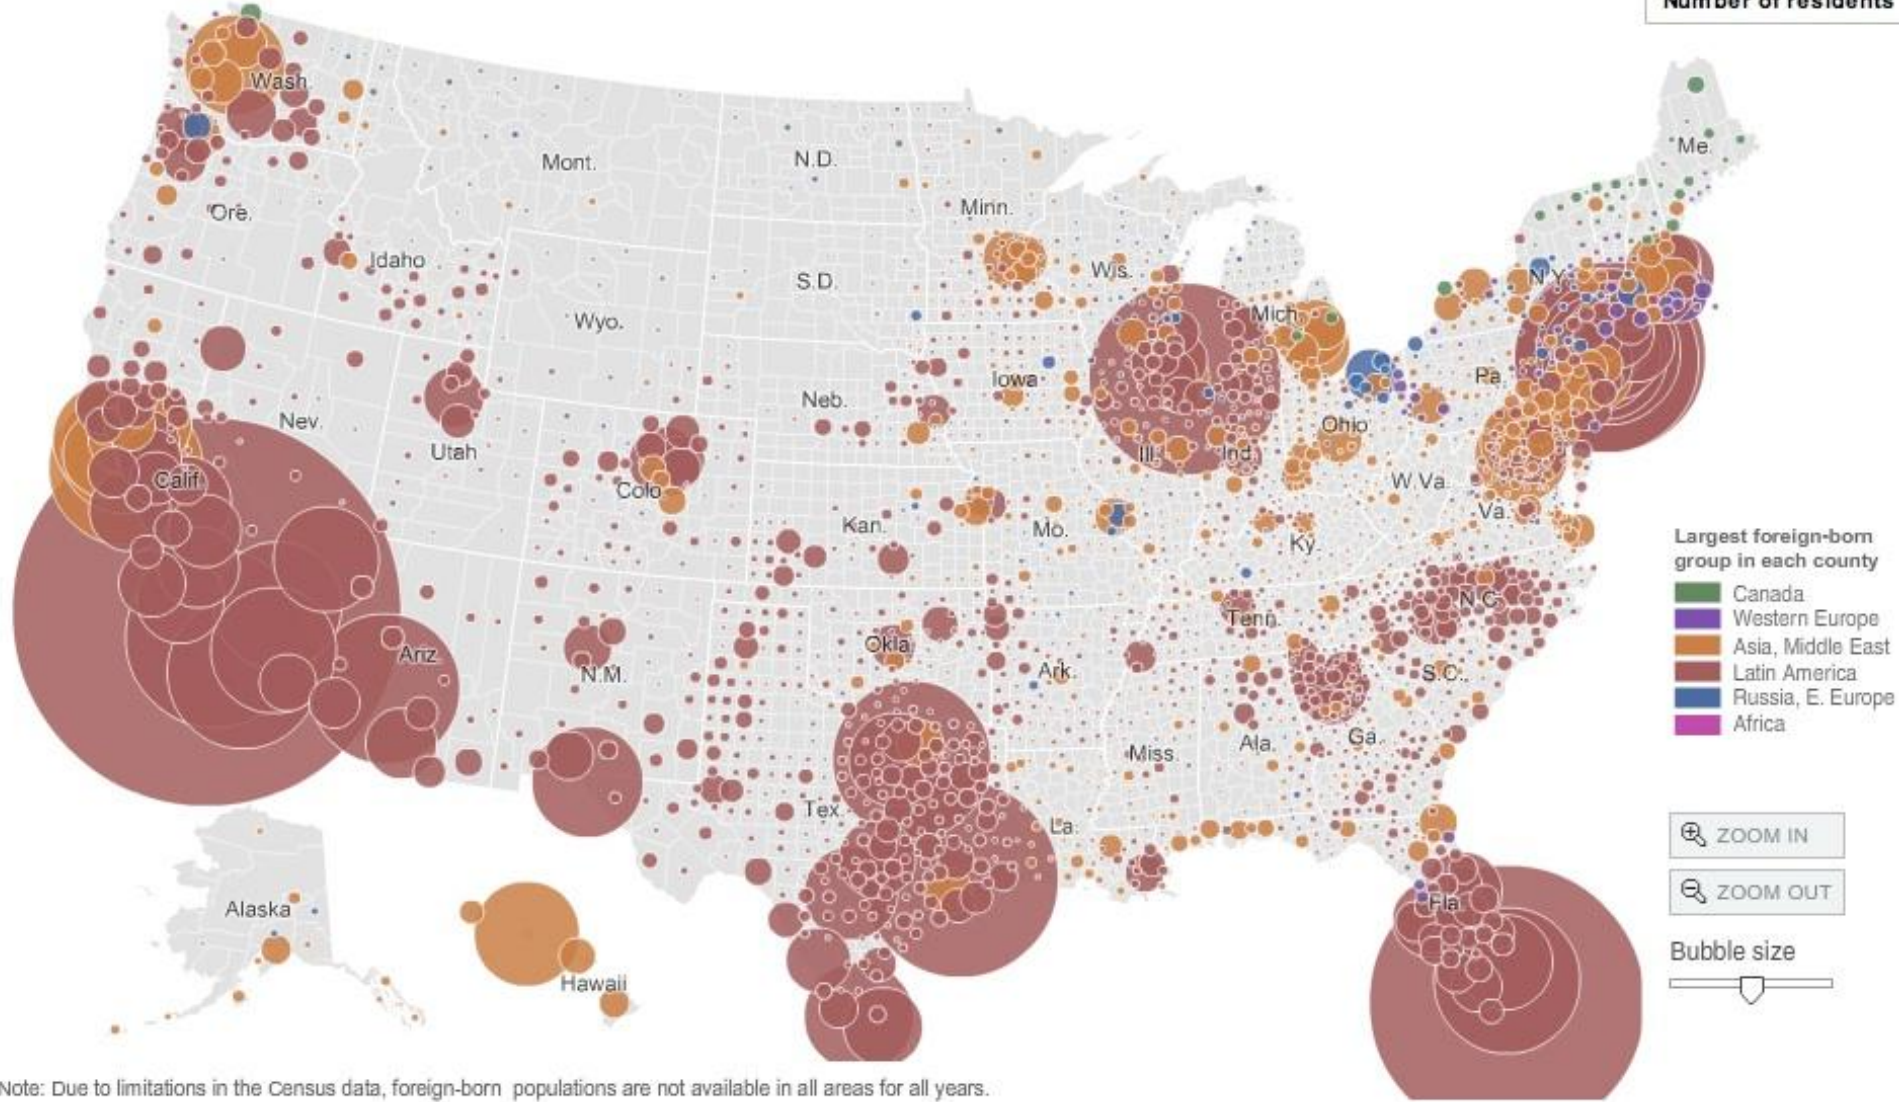 Number of residents
Wash.
Me.
Mont.
N.D.
Ore.
Minn.
Idaho
Wis.
N.Y.
S.D.
Mich.
Wyo.
Iowa
Pa.
Neb.
Nev.
Ohio
Utah
Ill.
Ind.
Calif.
Colo.
W.Va.
Va.
Kan.
Mo.
Ky.
Largest foreign-born
group in each county
Canada
Western Europe
Asia, Middle East
Latin America
Russia, E. Europe
Africa
N.C.
Tenn.
Okla.
Ariz.
N.M.
Ark.
S.C.
Ga.
Ala.
Miss.
Tex.
La.
ZOOM IN
ZOOM OUT
Fla.
Alaska
Bubble size
Hawaii
Note: Due to limitations in the Census data, foreign-born populations are not available in all areas for all years.